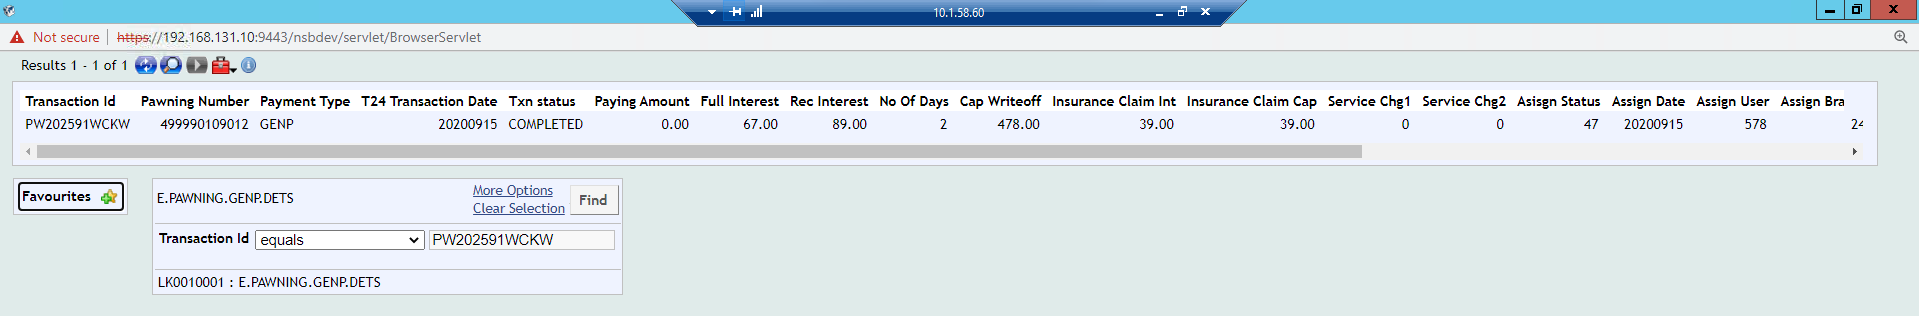 10.1.58.60
Not secure https://192.168.131.10:9443/nsbdev/servlet/BrowserServlet
Results 1 - 1 of 1
Transaction Id Pawning Number Payment Type T24 Transaction Date Txn status Paying Amount Full Interest Rec Interest No Of Days Cap Writeoff Insurance Claim Int Insurance Claim Cap Service Chg1 Service Chg2 Asisgn Status Assign Date Assign User Assign Bra
PW202591WCKW 499990109012 GENP 20200915 COMPLETED 0.00 67.00 89.00 2 478.00 39.00 39.00 0 0 47 20200915 578 24
Favourites
E.PAWNING.GENP.DETS
More Options
Clear Selection
Find
Transaction Id equals PW202591WCKW
LK0010001 : E.PAWNING.GENP.DETS